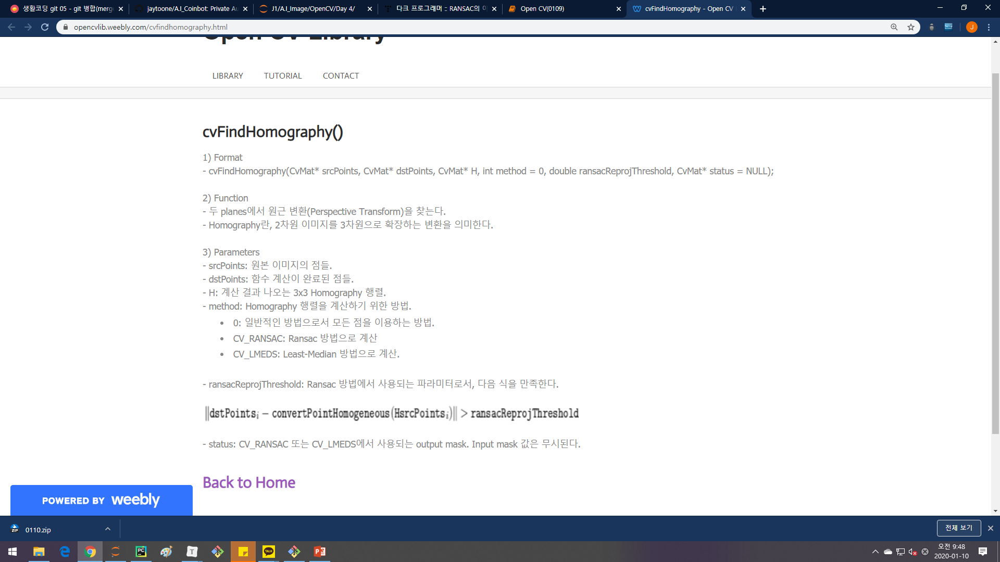 생활코딩 git 05 - git 병합(merg
jaytoone/A.I_Coinbot: Private Au
J1/A.I_Image/OpenCV/Day 4/
다크 프로그래머 :: RANSAC의 이
Open CV(0109)
cvFindHomography - Open CV
opencvlib.weebly.com/cvfindhomography.html
J
Open CV Library
LIBRARY
TUTORIAL
CONTACT
cvFindHomography()
1) Format
- cvFindHomography(CvMat* srcPoints, CvMat* dstPoints, CvMat* H, int method = 0, double ransacReprojThreshold, CvMat* status = NULL);
2) Function
- 두 planes에서 원근 변환(Perspective Transform)을 찾는다.
- Homography란, 2차원 이미지를 3차원으로 확장하는 변환을 의미한다.
3) Parameters
- srcPoints: 원본 이미지의 점들.
- dstPoints: 함수 계산이 완료된 점들.
- H: 계산 결과 나오는 3x3 Homography 행렬.
- method: Homography 행렬을 계산하기 위한 방법.
• 0: 일반적인 방법으로서 모든 점을 이용하는 방법.
• CV_RANSAC: Ransac 방법으로 계산
• CV_LMEDS: Least-Median 방법으로 계산.
- ransacReprojThreshold: Ransac 방법에서 사용되는 파라미터로서, 다음 식을 만족한다.
||dstPointsᵢ − convertPointHomogeneous(HsrcPointsᵢ)|| > ransacReprojThreshold
- status: CV_RANSAC 또는 CV_LMEDS에서 사용되는 output mask. Input mask 값은 무시된다.
Back to Home
POWERED BY weebly
ZIP
0110.zip
전체 보기
PC
T
TALK
오전 9:48
2020-01-10